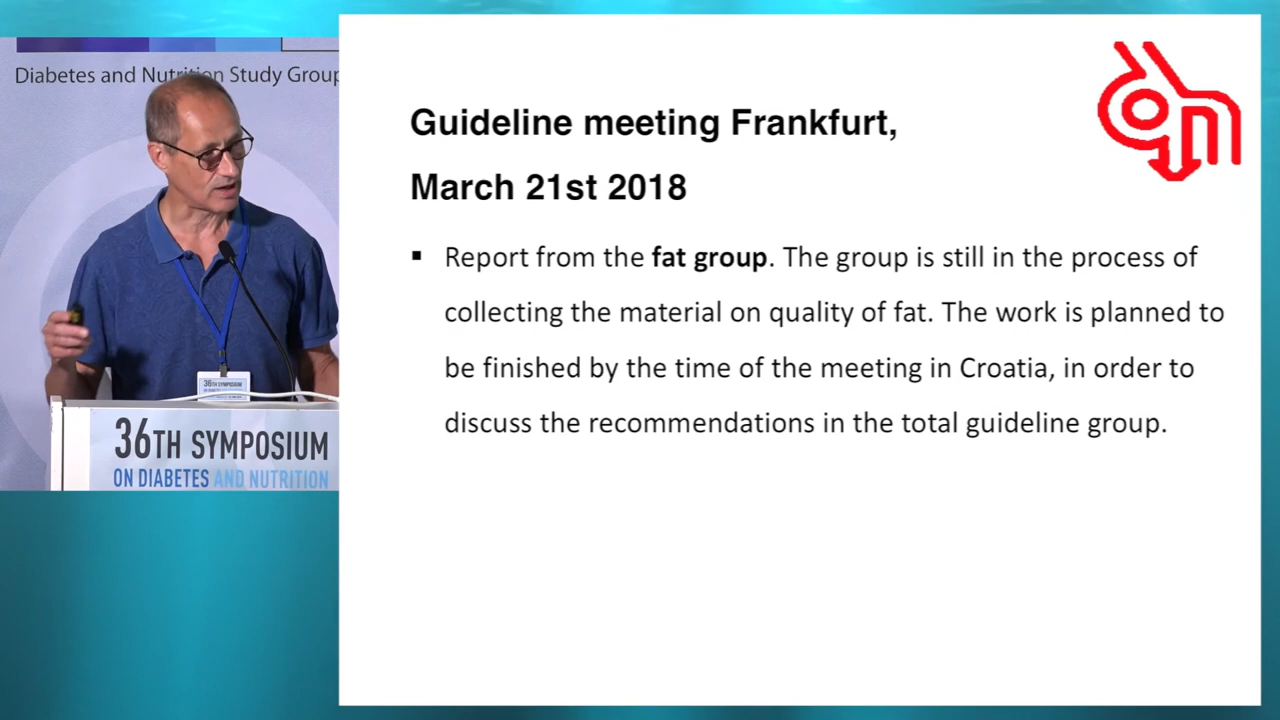 Diabetes and Nutrition Study Group
36TH SYMPOSIUM
ON DIABETES AND NUTRITION
36TH SYMPOSIUM
Guideline meeting Frankfurt,
March 21st 2018
▪ Report from the fat group. The group is still in the process of
collecting the material on quality of fat. The work is planned to
be finished by the time of the meeting in Croatia, in order to
discuss the recommendations in the total guideline group.